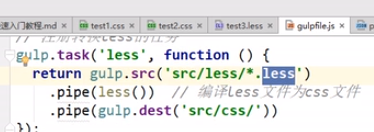 速入门教程.md test1.css test2.css test3.less gulpfile.js
// 注册转换less的任务
gulp.task('less', function () {
return gulp.src('src/less/*.less')
.pipe(less()) // 编译less文件为css文件
.pipe(gulp.dest('src/css/'))
});